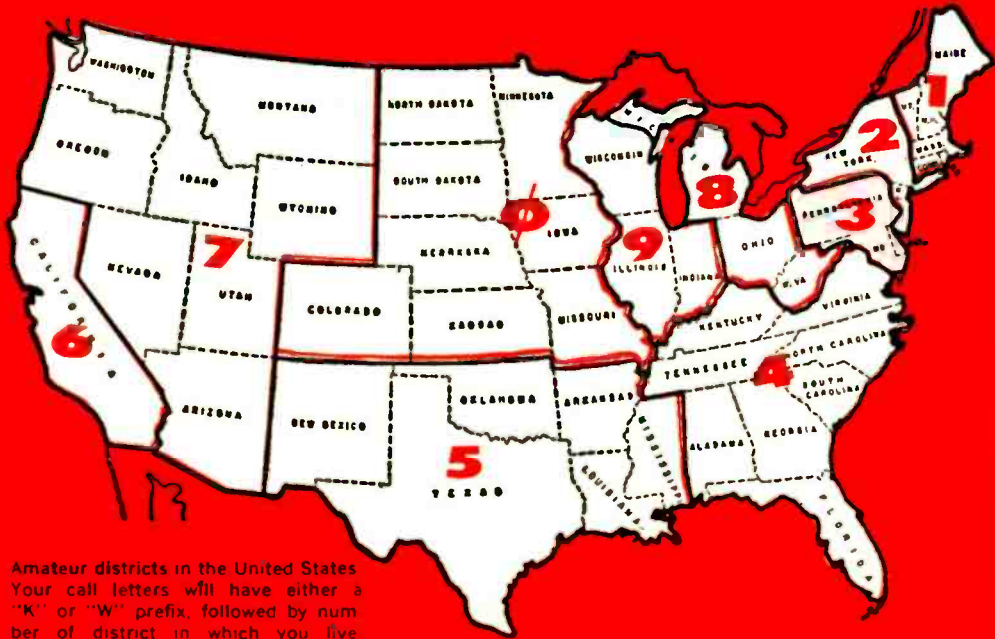 MAINE
WASHINGTON
MONTANA
NORTH DAKOTA
MINNESOTA
1
VT.
2
OREGON
NEW
YORK.
MASS.
WISCONSIN
IDAHO
SOUTH DAKOTA
8
WYOMING
PENNSYLVANIA
3
0
IOWA
9
OHIO
MD.
7
NEBRASKA
ILLINOIS
INDIANA
W.VA
NEVADA
UTAH
CALIFORNIA
COLORADO
KANSAS
MISSOURI
VIRGINIA
KENTUCKY
6
NORTH CAROLINA
TENNESSEE
4
SOUTH
CAROLINA
ARIZONA
NEW MEXICO
OKLAHOMA
ARKANSAS
MISSISSIPPI
ALABAMA
GEORGIA
5
TEXAS
LOUISIANA
FLORIDA
Amateur districts in the United States
Your call letters will have either a
"K" or "W" prefix, followed by num
ber of district in which you live